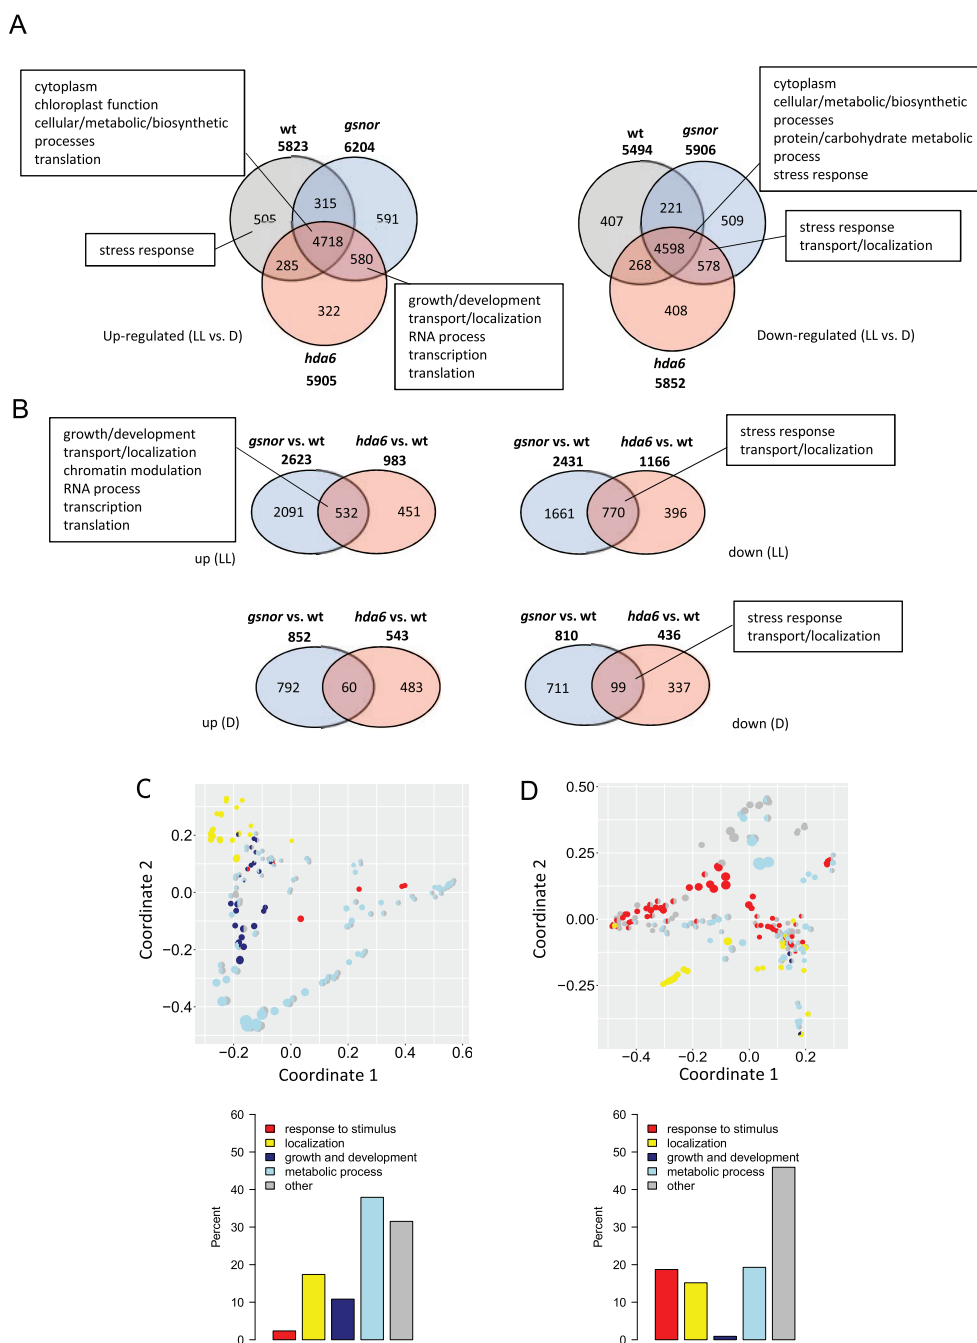 A
cytoplasm
chloroplast function
cellular/metabolic/biosynthetic
processes
translation
stress response
wt
5823
gsnor
6204
505
315
591
4718
285
580
322
hda6
5905
Up-regulated (LL vs. D)
growth/development
transport/localization
RNA process
transcription
translation
wt
5494
gsnor
5906
407
221
509
4598
268
578
408
hda6
5852
Down-regulated (LL vs. D)
cytoplasm
cellular/metabolic/biosynthetic
processes
protein/carbohydrate metabolic
process
stress response
stress response
transport/localization
B
growth/development
transport/localization
chromatin modulation
RNA process
transcription
translation
gsnor vs. wt
2623
hda6 vs. wt
983
2091
532
451
up (LL)
gsnor vs. wt
2431
hda6 vs. wt
1166
1661
770
396
down (LL)
stress response
transport/localization
gsnor vs. wt
852
hda6 vs. wt
543
792
60
483
up (D)
gsnor vs. wt
810
hda6 vs. wt
436
711
99
337
down (D)
stress response
transport/localization
C
Coordinate 2
0.2
0.0
−0.2
−0.4
−0.2
0.0
0.2
0.4
0.6
Coordinate 1
D
Coordinate 2
0.50
0.25
0.00
−0.25
−0.4
−0.2
0.0
0.2
Coordinate 1
Percent
60
50
40
30
20
10
0
response to stimulus
localization
growth and development
metabolic process
other
Percent
60
50
40
30
20
10
0
response to stimulus
localization
growth and development
metabolic process
other